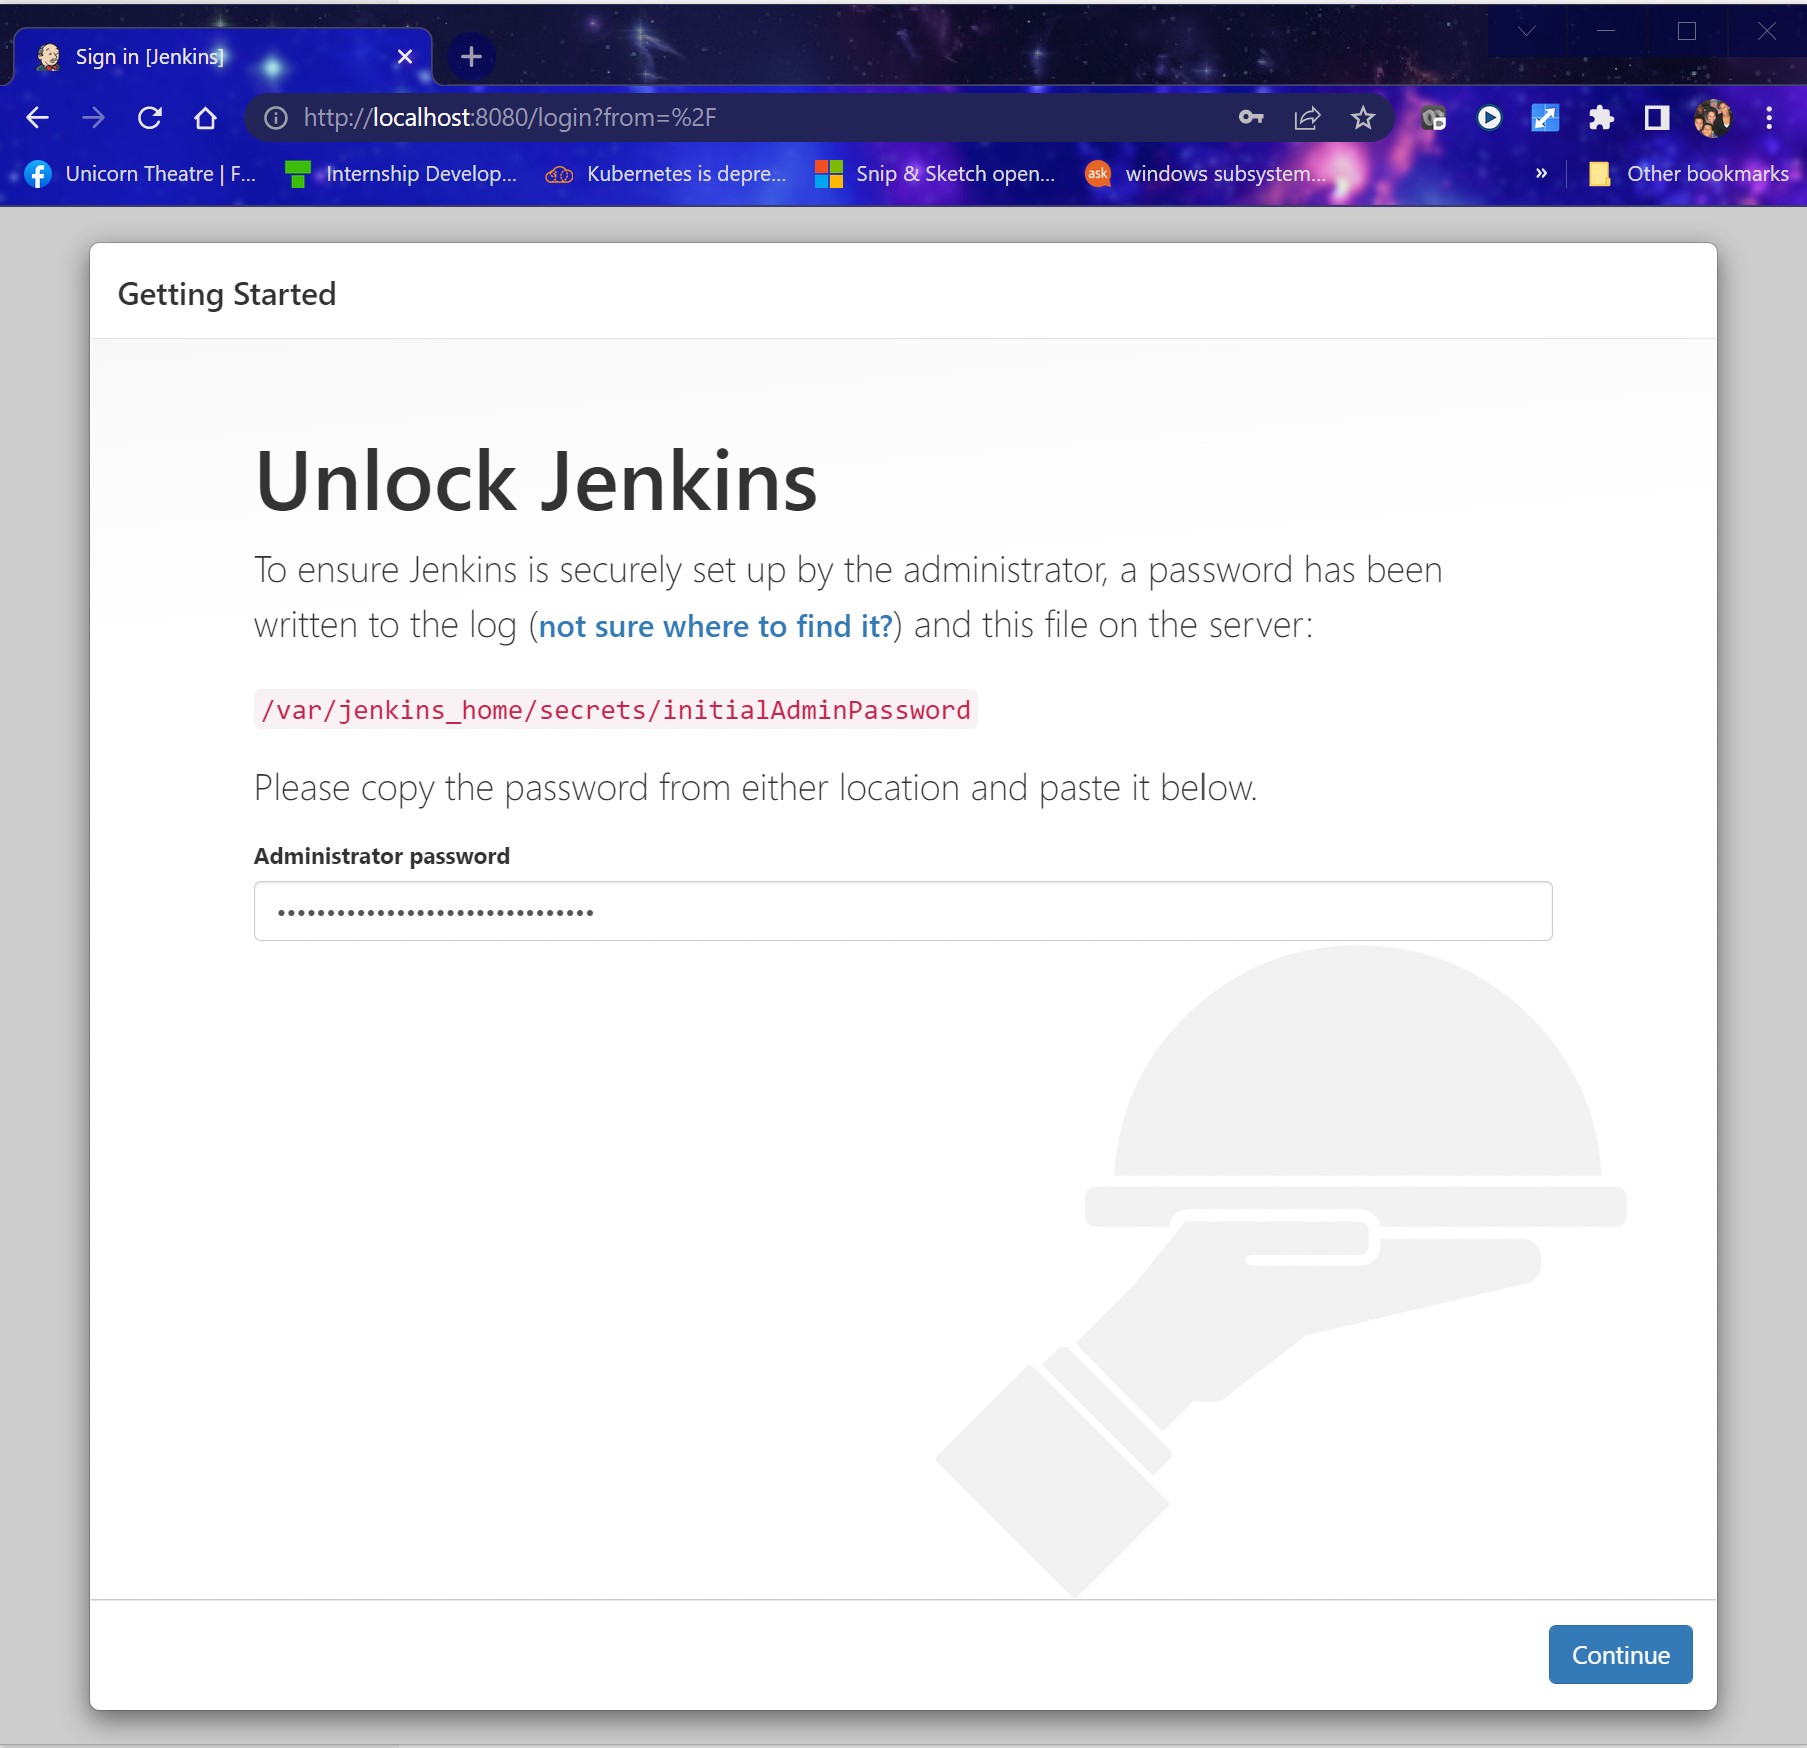 Sign in [Jenkins]
http://localhost:8080/login?from=%2F
Unicorn Theatre | F... Internship Develop... Kubernetes is depre... Snip & Sketch open... ask windows subsystem... » Other bookmarks
Getting Started
Unlock Jenkins
To ensure Jenkins is securely set up by the administrator, a password has been
written to the log (not sure where to find it?) and this file on the server:
/var/jenkins_home/secrets/initialAdminPassword
Please copy the password from either location and paste it below.
Administrator password
••••••••••••••••••••••••••••••••
Continue